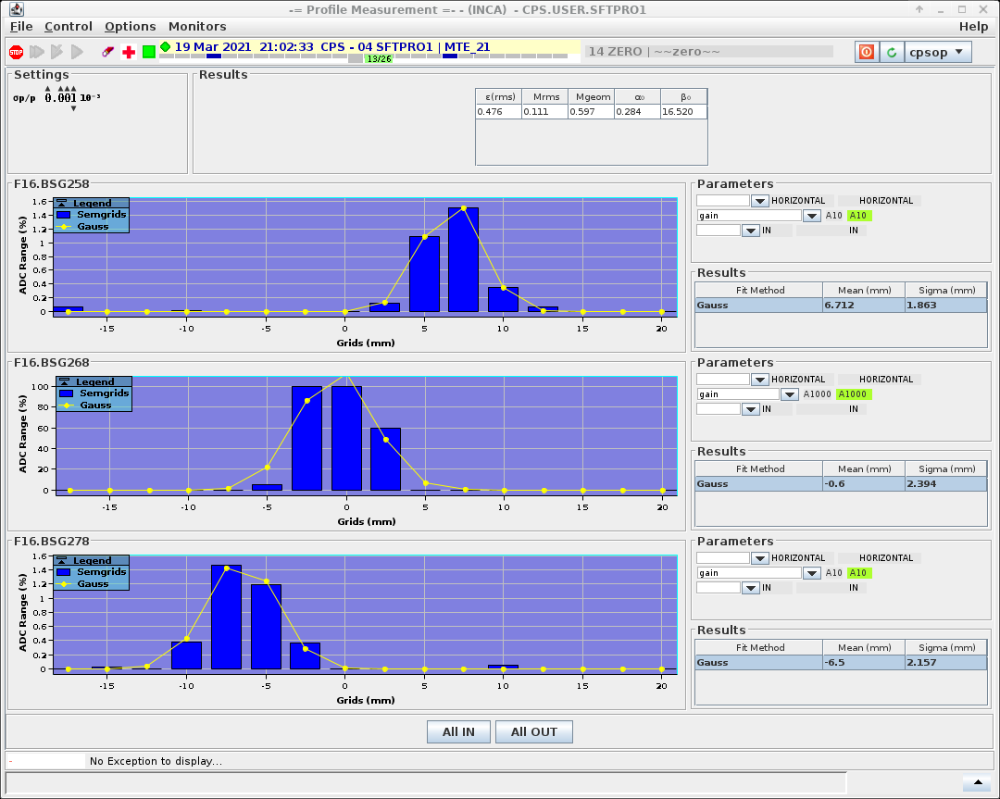 -= Profile Measurement =- - (INCA) - CPS.USER.SFTPRO1
File Control Options Monitors Help
STOP 19 Mar 2021 21:02:33 CPS - 04 SFTPRO1 | MTE_21 14 ZERO | ~~zero~~ cpsop
13/26
Settings
σp/p 0.001 10⁻³
Results
ε(rms) Mrms Mgeom α₀ β₀
0.476 0.111 0.597 0.284 16.520
F16.BSG258
Legend
Semgrids
Gauss
ADC Range (%)
1.6
1.4
1.2
1
0.8
0.6
0.4
0.2
0
-15 -10 -5 0 5 10 15 20
Grids (mm)
Parameters
HORIZONTAL HORIZONTAL
gain A10 A10
IN IN
Results
Fit Method Mean (mm) Sigma (mm)
Gauss 6.712 1.863
F16.BSG268
Legend
Semgrids
Gauss
ADC Range (%)
100
80
60
40
20
0
-15 -10 -5 0 5 10 15 20
Grids (mm)
Parameters
HORIZONTAL HORIZONTAL
gain A1000 A1000
IN IN
Results
Fit Method Mean (mm) Sigma (mm)
Gauss -0.6 2.394
F16.BSG278
Legend
Semgrids
Gauss
ADC Range (%)
1.6
1.4
1.2
1
0.8
0.6
0.4
0.2
0
-15 -10 -5 0 5 10 15 20
Grids (mm)
Parameters
HORIZONTAL HORIZONTAL
gain A10 A10
IN IN
Results
Fit Method Mean (mm) Sigma (mm)
Gauss -6.5 2.157
All IN All OUT
- No Exception to display...